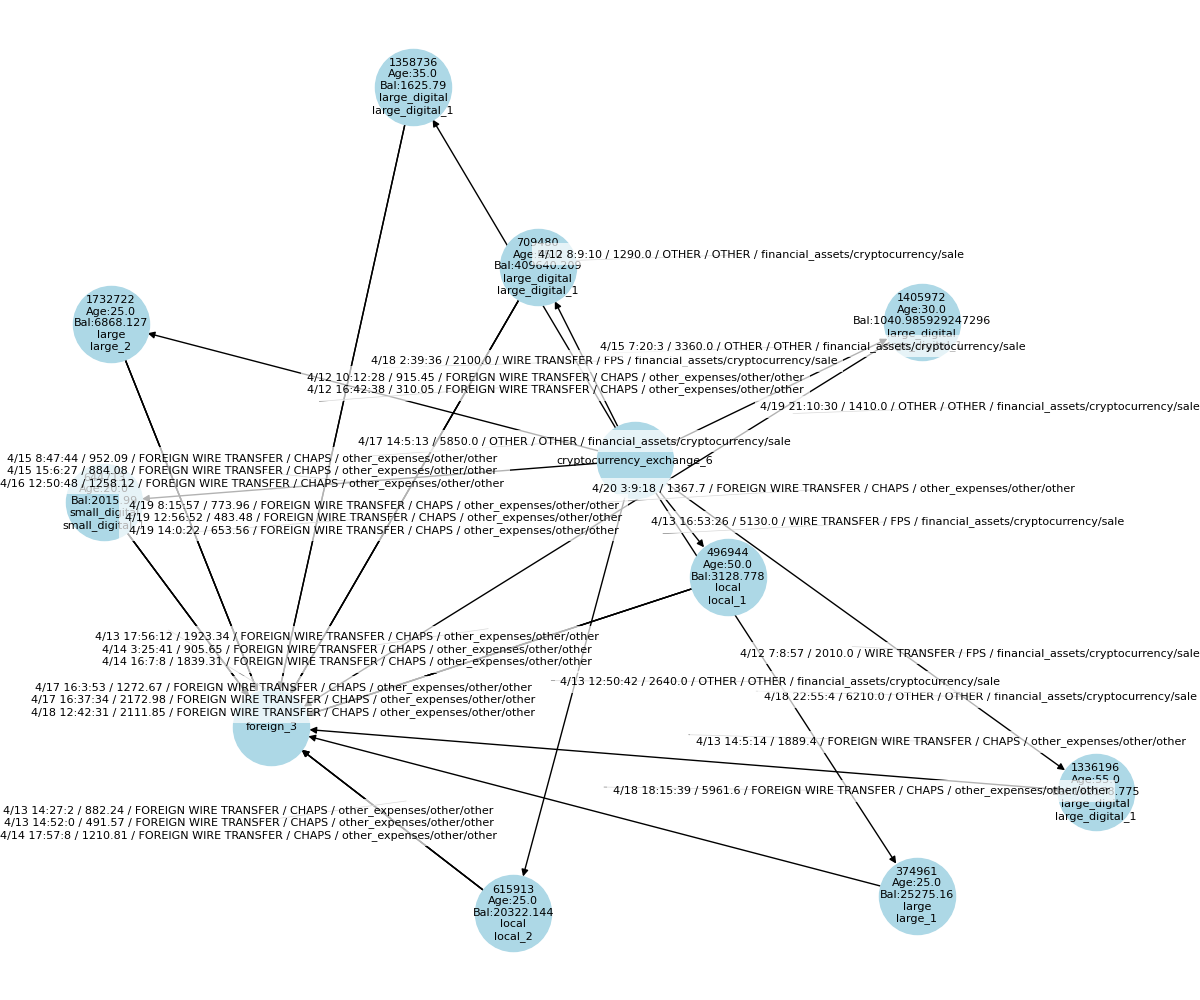 1358736
Age:35.0
Bal:1625.79
large_digital
large_digital_1
709480
Bal:409640.209
large_digital
large_digital_1
4/12 8:9:10 / 1290.0 / OTHER / OTHER / financial_assets/cryptocurrency/sale
1732722
Age:25.0
Bal:6868.127
large
large_2
1405972
Age:30.0
Bal:1040.985929247296
large_digital
4/15 7:20:3 / 3360.0 / OTHER / OTHER / financial_assets/cryptocurrency/sale
4/18 2:39:36 / 2100.0 / WIRE TRANSFER / FPS / financial_assets/cryptocurrency/sale
4/12 10:12:28 / 915.45 / FOREIGN WIRE TRANSFER / CHAPS / other_expenses/other/other
4/12 16:42:38 / 310.05 / FOREIGN WIRE TRANSFER / CHAPS / other_expenses/other/other
4/19 21:10:30 / 1410.0 / OTHER / OTHER / financial_assets/cryptocurrency/sale
4/17 14:5:13 / 5850.0 / OTHER / OTHER / financial_assets/cryptocurrency/sale
cryptocurrency_exchange_6
4/15 8:47:44 / 952.09 / FOREIGN WIRE TRANSFER / CHAPS / other_expenses/other/other
4/15 15:6:27 / 884.08 / FOREIGN WIRE TRANSFER / CHAPS / other_expenses/other/other
4/16 12:50:48 / 1258.12 / FOREIGN WIRE TRANSFER / CHAPS / other_expenses/other/other
Age:20.0
Bal:2015
4/20 3:9:18 / 1367.7 / FOREIGN WIRE TRANSFER / CHAPS / other_expenses/other/other
4/19 8:15:57 / 773.96 / FOREIGN WIRE TRANSFER / CHAPS / other_expenses/other/other
4/19 12:56:52 / 483.48 / FOREIGN WIRE TRANSFER / CHAPS / other_expenses/other/other
4/19 14:0:22 / 653.56 / FOREIGN WIRE TRANSFER / CHAPS / other_expenses/other/other
4/13 16:53:26 / 5130.0 / WIRE TRANSFER / FPS / financial_assets/cryptocurrency/sale
496944
Age:50.0
Bal:3128.778
local
local_1
4/13 17:56:12 / 1923.34 / FOREIGN WIRE TRANSFER / CHAPS / other_expenses/other/other
4/14 3:25:41 / 905.65 / FOREIGN WIRE TRANSFER / CHAPS / other_expenses/other/other
4/14 16:7:8 / 1839.31 / FOREIGN WIRE TRANSFER / CHAPS / other_expenses/other/other
4/12 7:8:57 / 2010.0 / WIRE TRANSFER / FPS / financial_assets/cryptocurrency/sale
4/13 12:50:42 / 2640.0 / OTHER / OTHER / financial_assets/cryptocurrency/sale
4/18 22:55:4 / 6210.0 / OTHER / OTHER / financial_assets/cryptocurrency/sale
4/17 16:3:53 / 1272.67 / FOREIGN WIRE TRANSFER / CHAPS / other_expenses/other/other
4/17 16:37:34 / 2172.98 / FOREIGN WIRE TRANSFER / CHAPS / other_expenses/other/other
4/18 12:42:31 / 2111.85 / FOREIGN WIRE TRANSFER / CHAPS / other_expenses/other/other
foreign_3
4/13 14:5:14 / 1889.4 / FOREIGN WIRE TRANSFER / CHAPS / other_expenses/other/other
1336196
Age:55.0
4/18 18:15:39 / 5961.6 / FOREIGN WIRE TRANSFER / CHAPS / other_expenses/other/other
large_digital
large_digital_1
4/13 14:27:2 / 882.24 / FOREIGN WIRE TRANSFER / CHAPS / other_expenses/other/other
4/13 14:52:0 / 491.57 / FOREIGN WIRE TRANSFER / CHAPS / other_expenses/other/other
4/14 17:57:8 / 1210.81 / FOREIGN WIRE TRANSFER / CHAPS / other_expenses/other/other
615913
Age:25.0
Bal:20322.144
local
local_2
374961
Age:25.0
Bal:25275.16
large
large_1